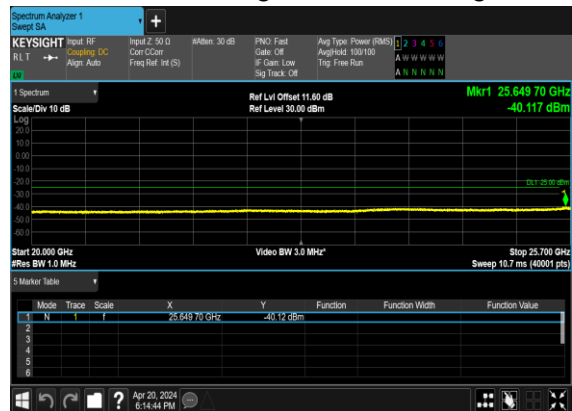 Spectrum Analyzer 1
Swept SA
+
KEYSIGHT Input: RF Input Z: 50 Ω #Atten: 30 dB PNO: Fast Avg Type: Power (RMS) 1 2 3 4 5 6
RLT Coupling: DC Corr CCorr Gate: Off Avg|Hold: 100/100 A W W W W W
Align: Auto Freq Ref: Int (S) IF Gain: Low Trig: Free Run
Sig Track: Off A N N N N N
1 Spectrum Ref Lvl Offset 11.60 dB Mkr1 25.649 70 GHz
Scale/Div 10 dB Ref Level 30.00 dBm -40.117 dBm
Log
20.0
10.0
0.00
-10.0
-20.0 DL1 -25.00 dBm
-30.0
-40.0
-50.0
-60.0
Start 20.000 GHz Video BW 3.0 MHz* Stop 25.700 GHz
#Res BW 1.0 MHz Sweep 10.7 ms (40001 pts)
5 Marker Table
Mode Trace Scale X Y Function Function Width Function Value
1 N 1 f 25.649 70 GHz -40.12 dBm
2
3
4
5
6
? Apr 20, 2024
6:14:44 PM